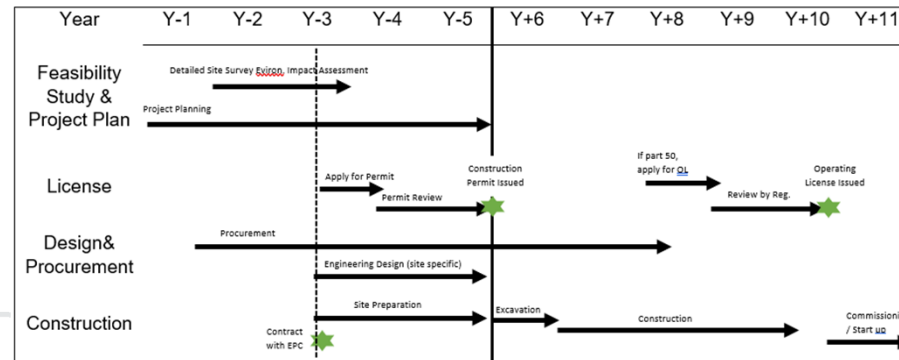 Year Y-1 Y-2 Y-3 Y-4 Y-5 Y+6 Y+7 Y+8 Y+9 Y+10 Y+11
Feasibility
Study &
Project Plan
Detailed Site Survey Eviron, Impact Assessment
Project Planning
License
Apply for Permit
Permit Review
Construction
Permit Issued
If part 50,
apply for OL
Review by Reg.
Operating
License Issued
Design&
Procurement
Procurement
Engineering Design (site specific)
Construction
Site Preparation
Contract
with EPC
Excavation
Construction
Commissioni
/ Start up